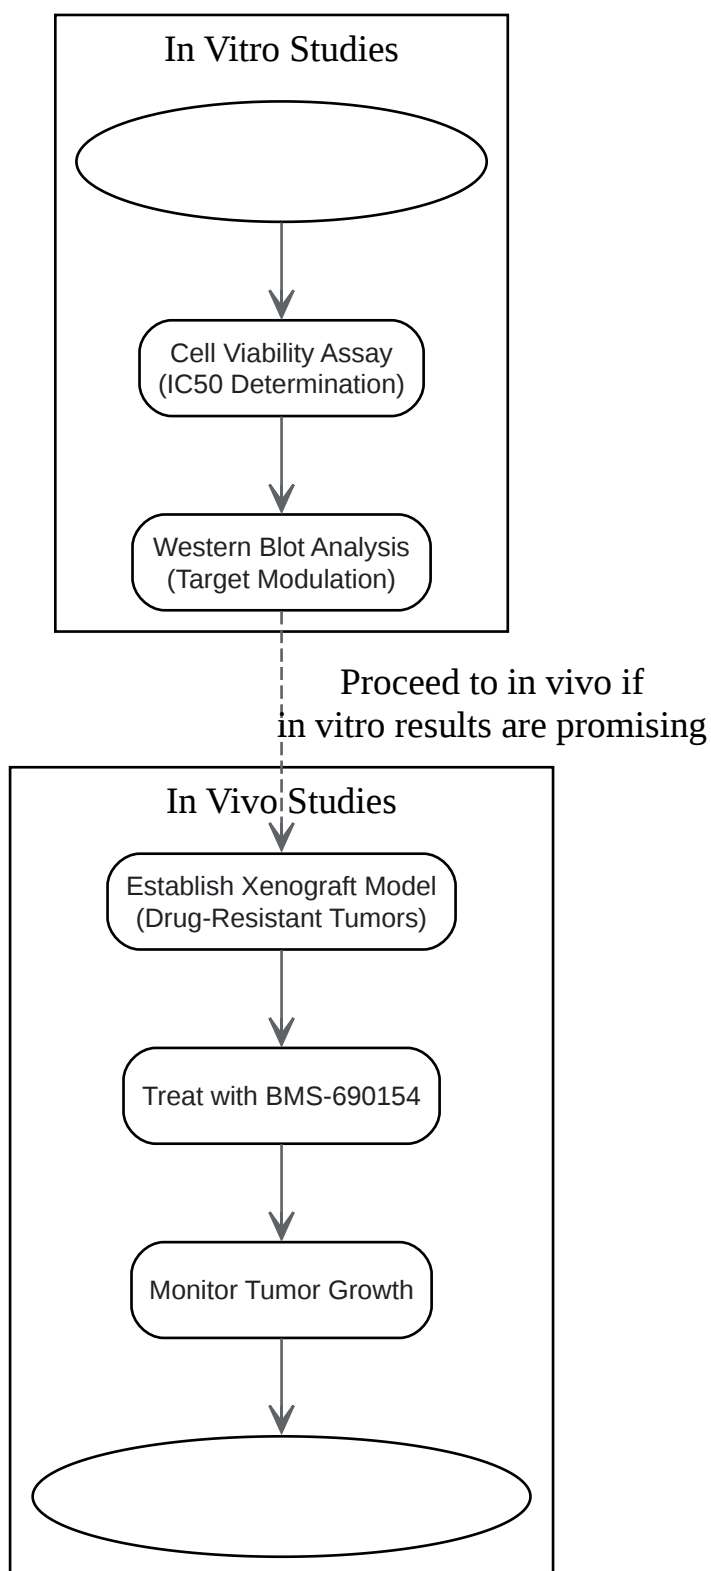 In Vitro Studies
Cell Viability Assay
(IC50 Determination)
Western Blot Analysis
(Target Modulation)
Proceed to in vivo if
in vitro results are promising
In Vivo Studies
Establish Xenograft Model
(Drug-Resistant Tumors)
Treat with BMS-690154
Monitor Tumor Growth